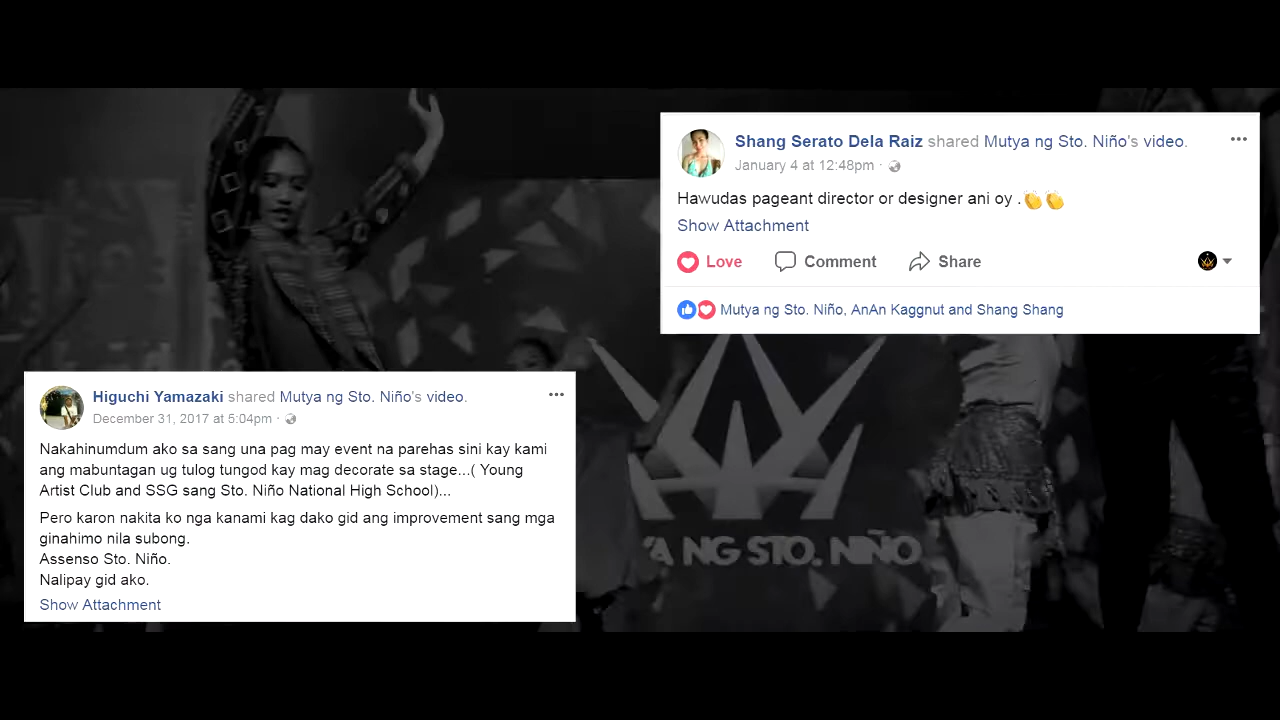 Shang Serato Dela Raiz shared Mutya ng Sto. Niño's video.
January 4 at 12:48pm ·
Hawudas pageant director or designer ani oy .👏👏
Show Attachment
Love Comment Share
Mutya ng Sto. Niño, AnAn Kaggnut and Shang Shang
Higuchi Yamazaki shared Mutya ng Sto. Niño's video.
December 31, 2017 at 5:04pm ·
Nakahinumdum ako sa sang una pag may event na parehas sini kay kami
ang mabuntagan ug tulog tungod kay mag decorate sa stage...( Young
Artist Club and SSG sang Sto. Niño National High School)...
Pero karon nakita ko nga kanami kag dako gid ang improvement sang mga
ginahimo nila subong.
Assenso Sto. Niño.
Nalipay gid ako.
Show Attachment
YA NG STO. NIÑO